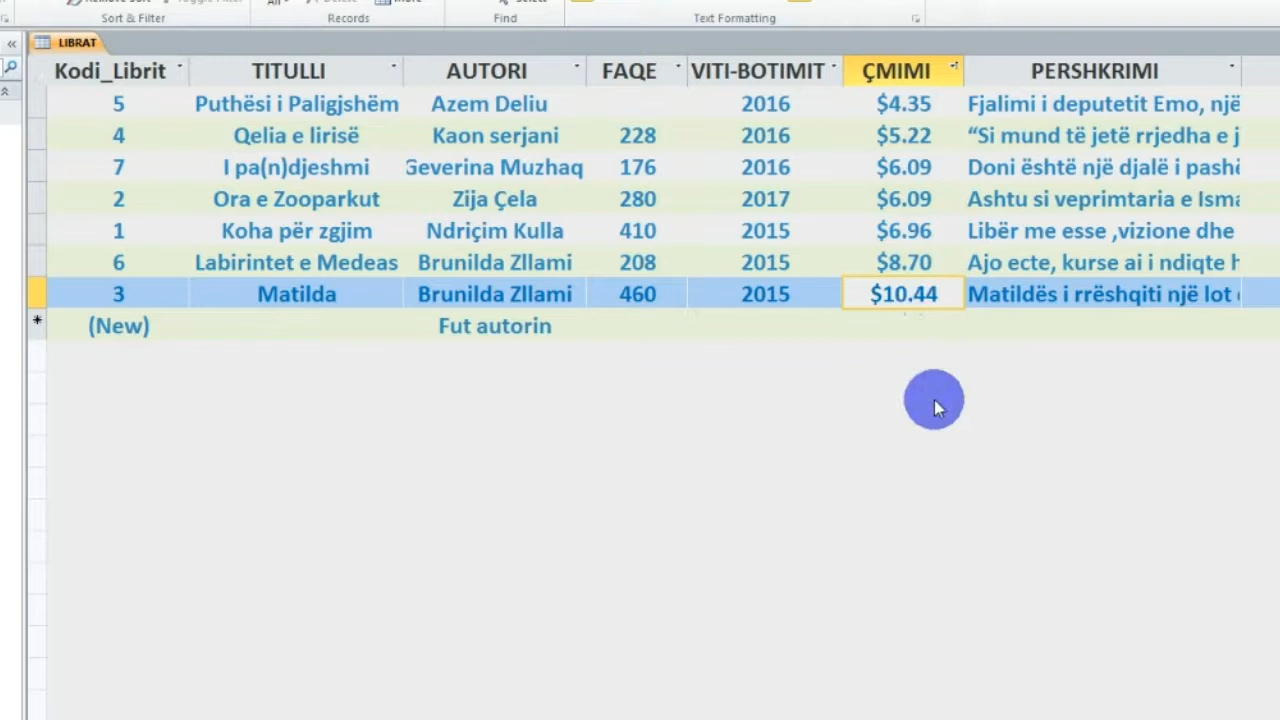 Sort & Filter Records Find Text Formatting
LIBRAT
Kodi_Librit TITULLI AUTORI FAQE VITI-BOTIMIT ÇMIMI PERSHKRIMI
5 Puthësi i Paligjshëm Azem Deliu 2016 $4.35 Fjalimi i deputetit Emo, një
4 Qelia e lirisë Kaon serjani 228 2016 $5.22 “Si mund të jetë rrjedha e j
7 I pa(n)djeshmi Geverina Muzhaq 176 2016 $6.09 Doni është një djalë i pashë
2 Ora e Zooparkut Zija Çela 280 2017 $6.09 Ashtu si veprimtaria e Isma
1 Koha për zgjim Ndriçim Kulla 410 2015 $6.96 Libër me esse ,vizione dhe
6 Labirintet e Medeas Brunilda Zllami 208 2015 $8.70 Ajo ecte, kurse ai i ndiqte h
3 Matilda Brunilda Zllami 460 2015 $10.44 Matildës i rrëshqiti një lot
* (New) Fut autorin